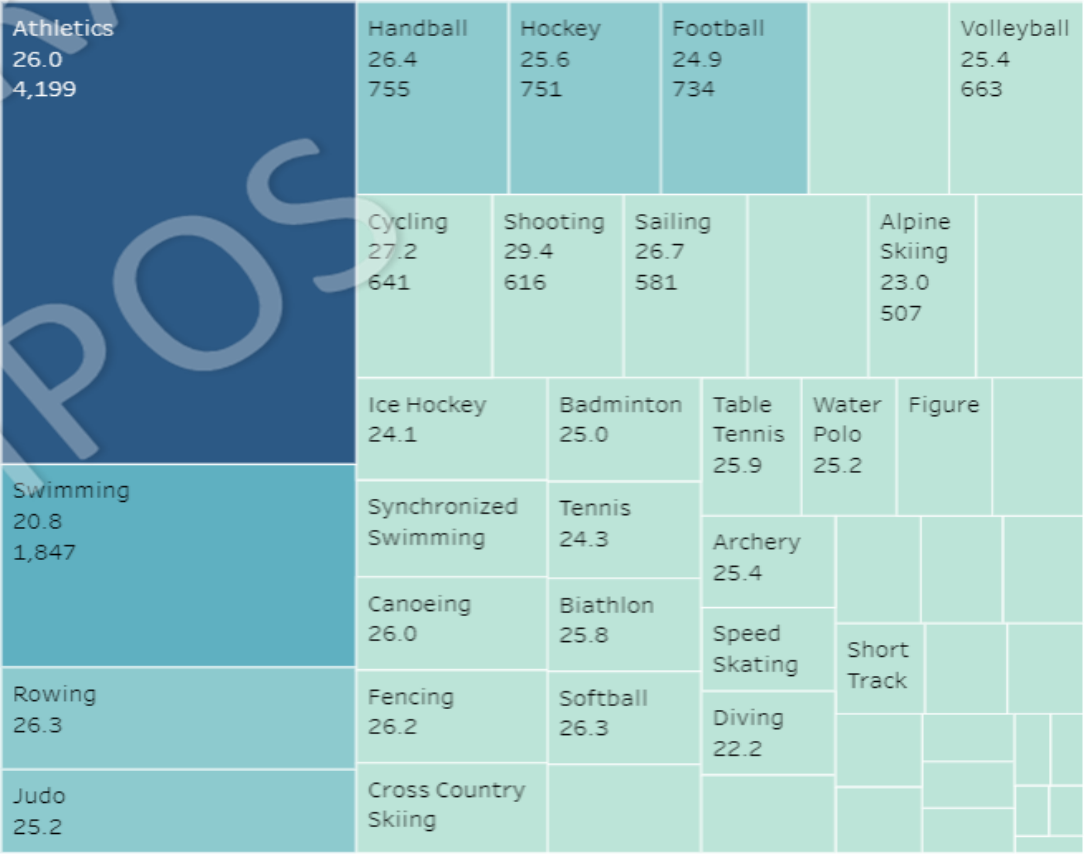 Athletics
26.0
4,199
Handball
26.4
755
Hockey
25.6
751
Football
24.9
734
Volleyball
25.4
663
Cycling
27.2
641
Shooting
29.4
616
Sailing
26.7
581
Alpine
Skiing
23.0
507
Ice Hockey
24.1
Badminton
25.0
Table
Tennis
25.9
Water
Polo
25.2
Figure
Swimming
20.8
1,847
Synchronized
Swimming
Tennis
24.3
Archery
25.4
Canoeing
26.0
Biathlon
25.8
Speed
Skating
Short
Track
Rowing
26.3
Fencing
26.2
Softball
26.3
Diving
22.2
Judo
25.2
Cross Country
Skiing
POS